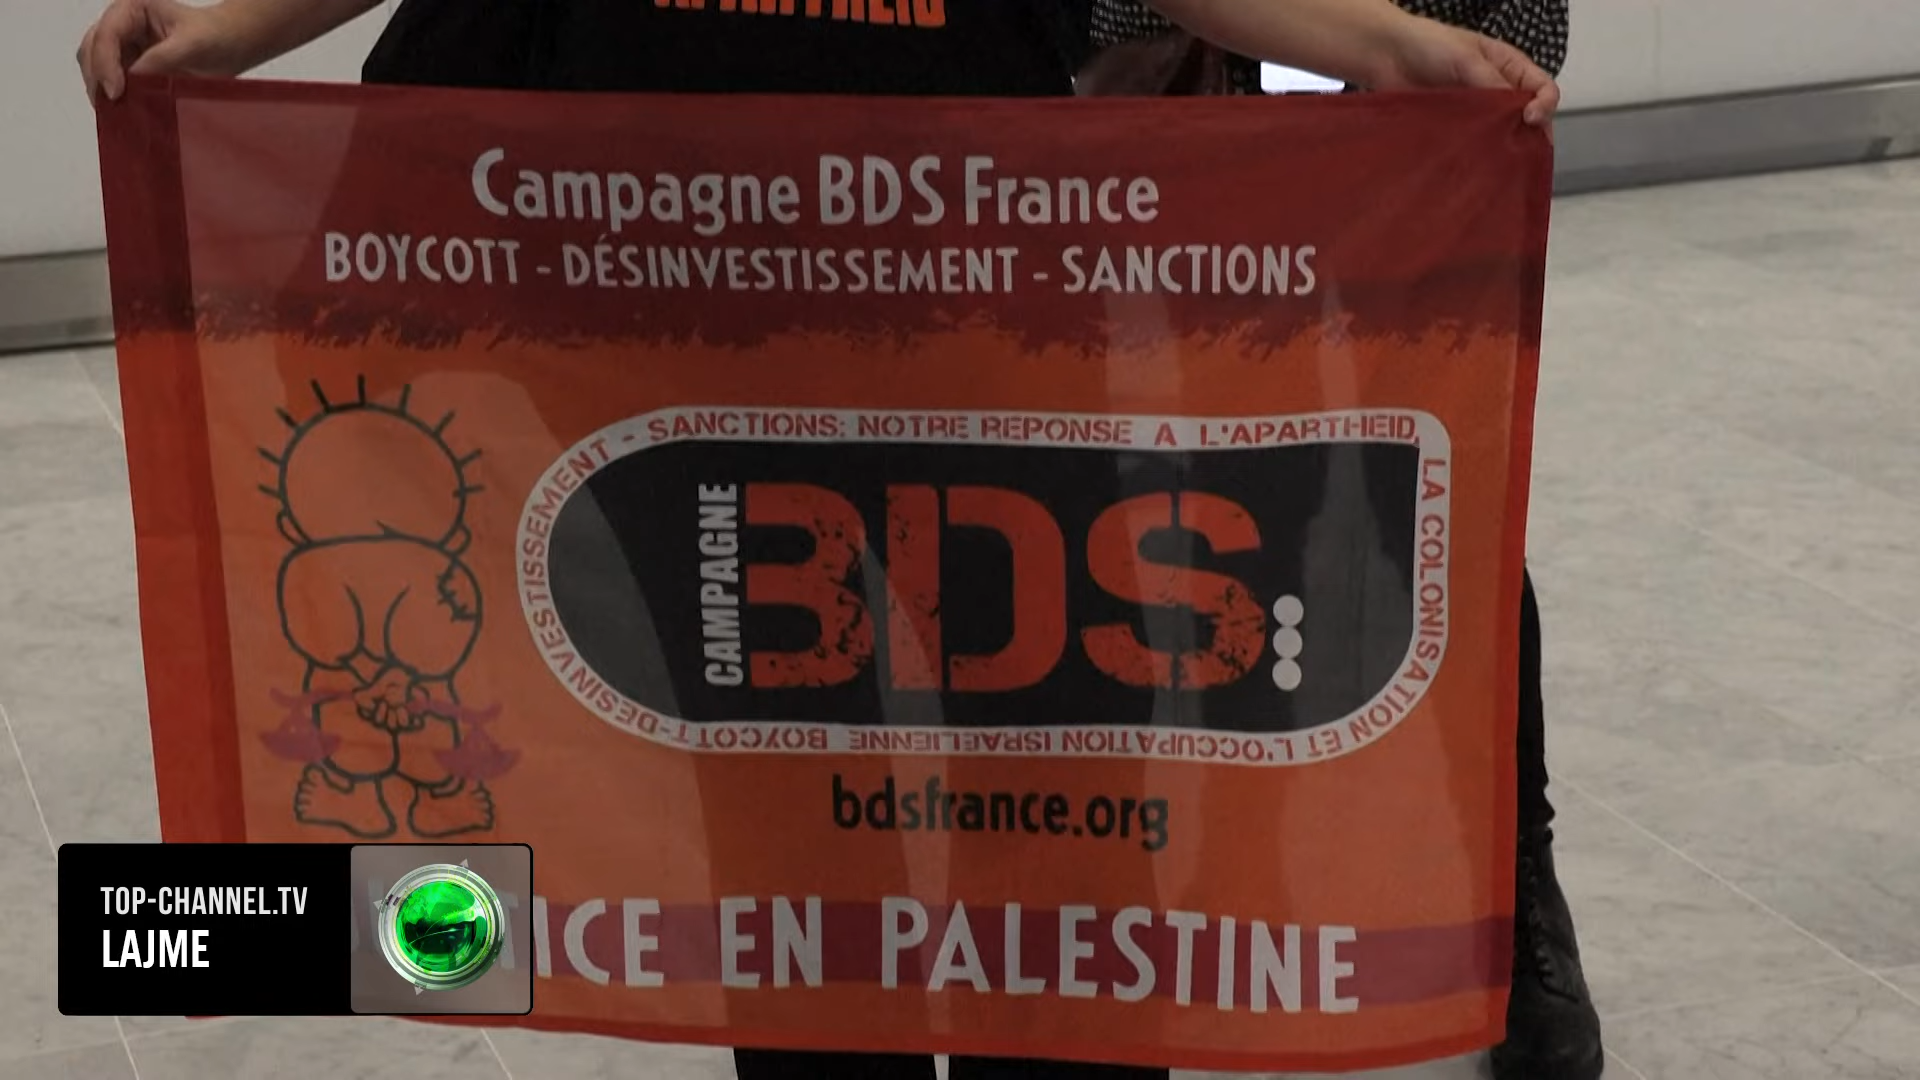 Campagne BDS France
BOYCOTT - DÉSINVESTISSEMENT - SANCTIONS
BOYCOTT-DESINVESTISSEMENT - SANCTIONS: NOTRE REPONSE A L'APARTHEID, LA COLONISATION ET L'OCCUPATION ISRAELIENNE
CAMPAGNE
BDS
bdsfrance.org
EN PALESTINE
TOP-CHANNEL.TV
LAJME